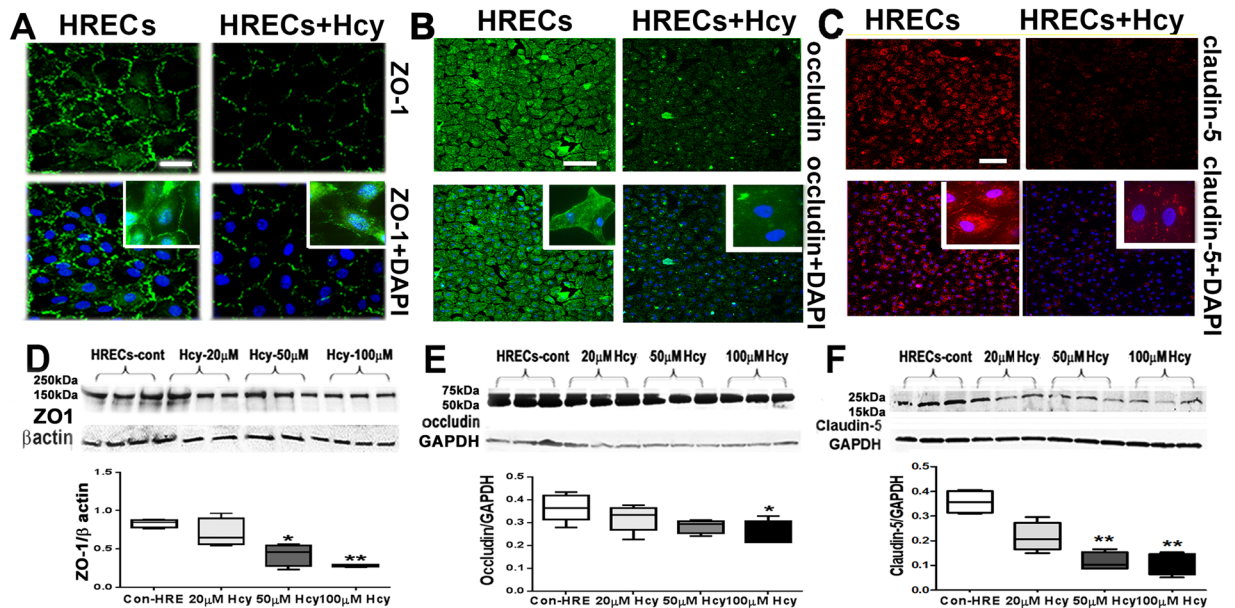 A
HRECs
HRECs+Hcy
ZO-1
ZO-1+DAPI
B
HRECs
HRECs+Hcy
occludin
occludin+DAPI
C
HRECs
HRECs+Hcy
claudin-5
claudin-5+DAPI
D
HRECs-cont
Hcy-20μM
Hcy-50μM
Hcy-100μM
250kDa
150kDa
ZO1
βactin
1.5
1.0
0.5
0.0
ZO-1/β actin
*
**
Con-HRE
20μM Hcy
50μM Hcy
100μM Hcy
E
HRECs-cont
20μM Hcy
50μM Hcy
100μM Hcy
75kDa
50kDa
occludin
GAPDH
0.5
0.4
0.3
0.2
0.1
0.0
Occludin/GAPDH
*
Con-HRE
20μM Hcy
50μM Hcy
100μM Hcy
F
HRECs-cont
20μM Hcy
50μM Hcy
100μM Hcy
25kDa
15kDa
Claudin-5
GAPDH
0.5
0.4
0.3
0.2
0.1
0.0
Claudin-5/GAPDH
**
**
Con-HRE
20μM Hcy
50μM Hcy
100μM Hcy